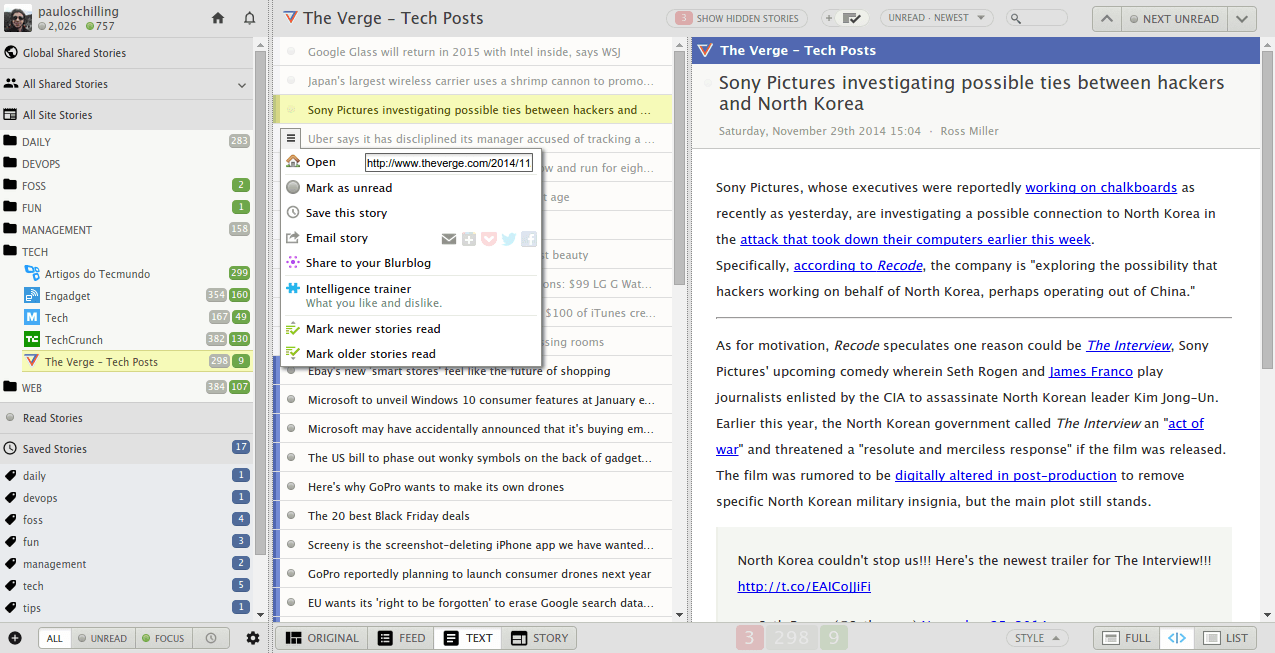 pauloschilling
2,026 757
Global Shared Stories
All Shared Stories
All Site Stories
DAILY 283
DEVOPS
FOSS 2
FUN 1
MANAGEMENT 158
TECH
Artigos do Tecmundo 299
Engadget 354 160
Tech 167 49
TechCrunch 382 130
The Verge – Tech Posts 298 9
WEB 384 107
Read Stories
Saved Stories 17
daily 1
devops 1
foss 4
fun 3
management 2
tech 5
tips 1
ALL UNREAD FOCUS
The Verge – Tech Posts
3 SHOW HIDDEN STORIES
UNREAD · NEWEST
NEXT UNREAD
Google Glass will return in 2015 with Intel inside, says WSJ
Japan's largest wireless carrier uses a shrimp cannon to promo...
Sony Pictures investigating possible ties between hackers and ...
Uber says it has disclipined its manager accused of tracking a ...
ow and run for eigh...
t age
st beauty
ons: $99 LG G Wat...
$100 of iTunes cre...
ssing rooms
Open http://www.theverge.com/2014/11
Mark as unread
Save this story
Email story
Share to your Blurblog
Intelligence trainer
What you like and dislike.
Mark newer stories read
Mark older stories read
Ebay's new 'smart stores' feel like the future of shopping
Microsoft to unveil Windows 10 consumer features at January e...
Microsoft may have accidentally announced that it's buying em...
The US bill to phase out wonky symbols on the back of gadget...
Here's why GoPro wants to make its own drones
The 20 best Black Friday deals
Screeny is the screenshot-deleting iPhone app we have wanted...
GoPro reportedly planning to launch consumer drones next year
EU wants its 'right to be forgotten' to erase Google search data...
ORIGINAL FEED TEXT STORY
The Verge – Tech Posts
Sony Pictures investigating possible ties between hackers
and North Korea
Saturday, November 29th 2014 15:04 · Ross Miller
Sony Pictures, whose executives were reportedly working on chalkboards as
recently as yesterday, are investigating a possible connection to North Korea in
the attack that took down their computers earlier this week.
Specifically, according to Recode, the company is "exploring the possibility that
hackers working on behalf of North Korea, perhaps operating out of China."
As for motivation, Recode speculates one reason could be The Interview, Sony
Pictures' upcoming comedy wherein Seth Rogen and James Franco play
journalists enlisted by the CIA to assassinate North Korean leader Kim Jong-Un.
Earlier this year, the North Korean government called The Interview an "act of
war" and threatened a "resolute and merciless response" if the film was released.
The film was rumored to be digitally altered in post-production to remove
specific North Korean military insignia, but the main plot still stands.
North Korea couldn't stop us!!! Here's the newest trailer for The Interview!!!
http://t.co/EAICoJJiFi
3 298 9
STYLE
FULL LIST